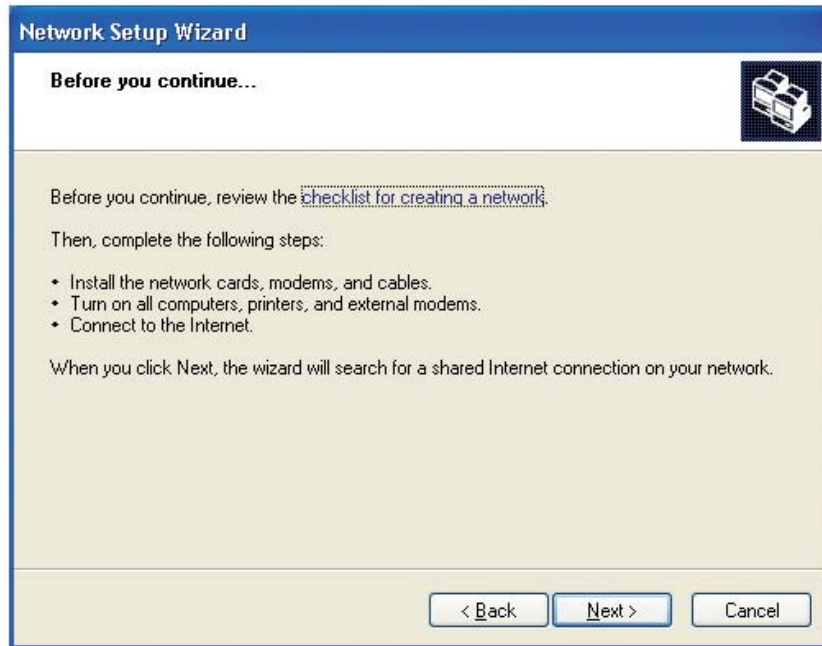 Network Setup Wizard
Before you continue...
Before you continue, review the checklist for creating a network.
Then, complete the following steps:
• Install the network cards, modems, and cables.
• Turn on all computers, printers, and external modems.
• Connect to the Internet.
When you click Next, the wizard will search for a shared Internet connection on your network.
< Back Next > Cancel